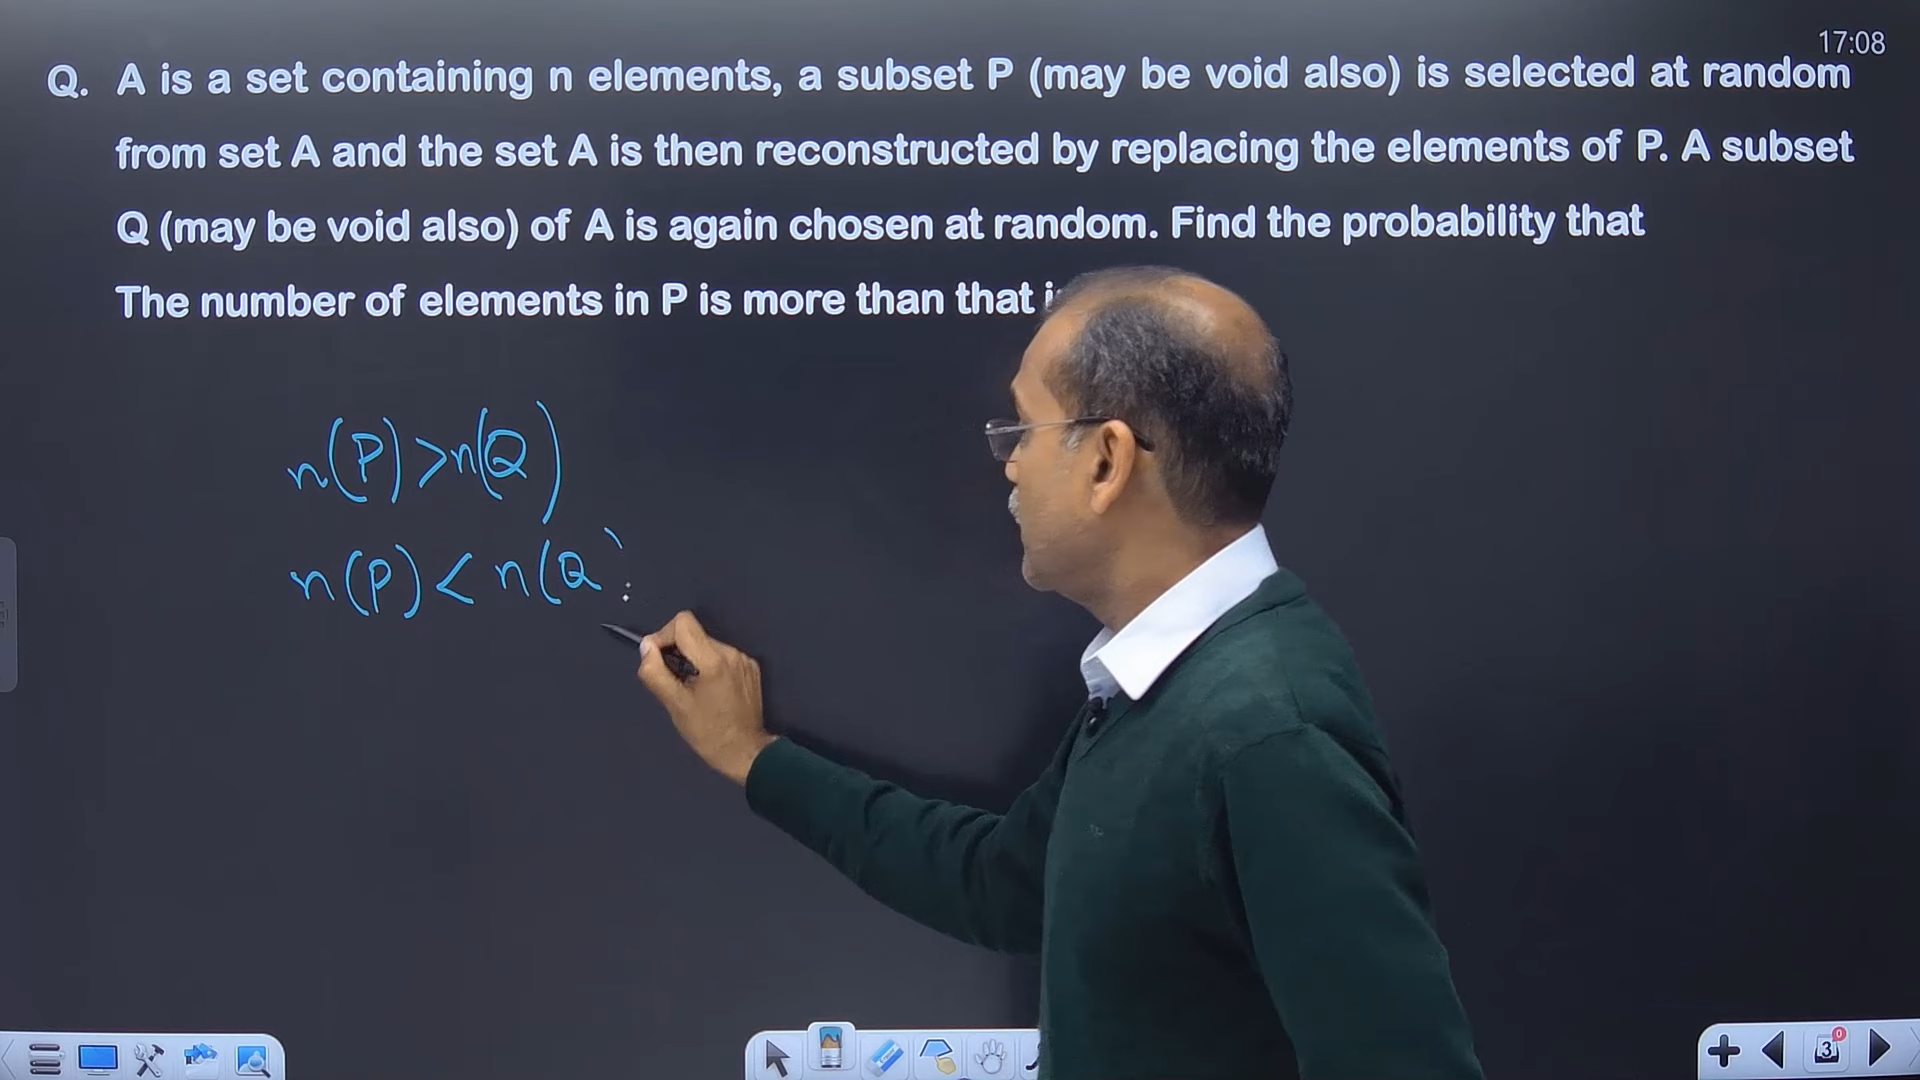 17:08
Q. A is a set containing n elements, a subset P (may be void also) is selected at random
from set A and the set A is then reconstructed by replacing the elements of P. A subset
Q (may be void also) of A is again chosen at random. Find the probability that
The number of elements in P is more than that
n(P)>n(Q)
n(P)<n(Q)
3
0